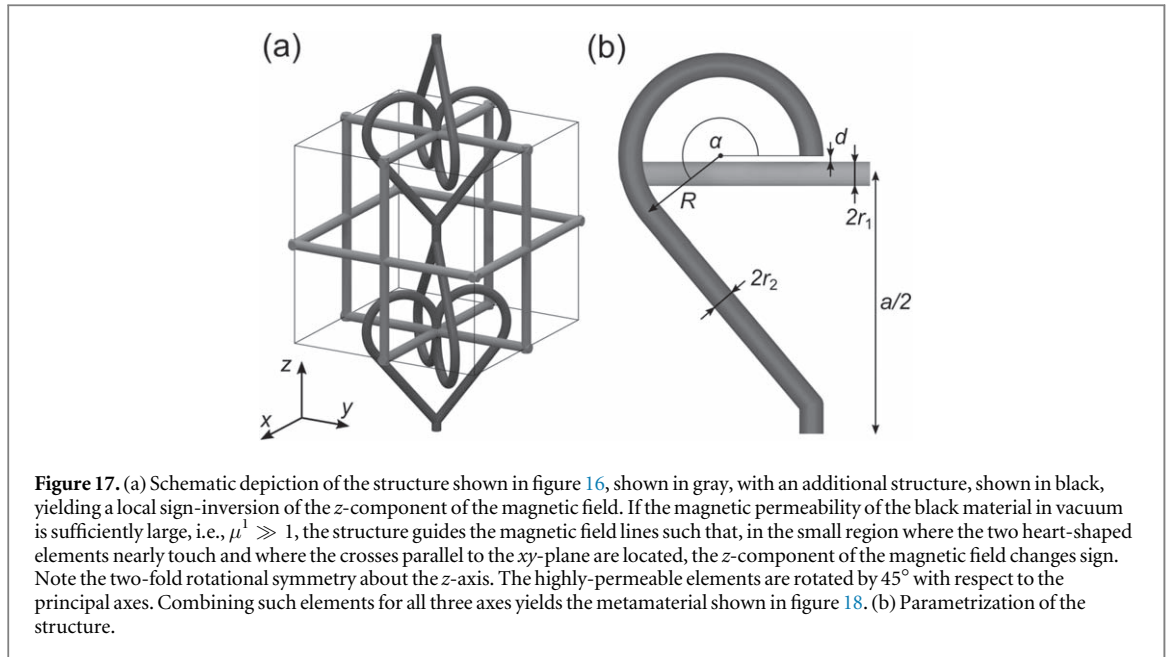 (a)
(b)
z
x
y
α
d
R
2r₁
2r₂
a/2
Figure 17. (a) Schematic depiction of the structure shown in figure 16, shown in gray, with an additional structure, shown in black,
yielding a local sign-inversion of the z-component of the magnetic field. If the magnetic permeability of the black material in vacuum
is sufficiently large, i.e., μ¹ ≫ 1, the structure guides the magnetic field lines such that, in the small region where the two heart-shaped
elements nearly touch and where the crosses parallel to the xy-plane are located, the z-component of the magnetic field changes sign.
Note the two-fold rotational symmetry about the z-axis. The highly-permeable elements are rotated by 45° with respect to the
principal axes. Combining such elements for all three axes yields the metamaterial shown in figure 18. (b) Parametrization of the
structure.